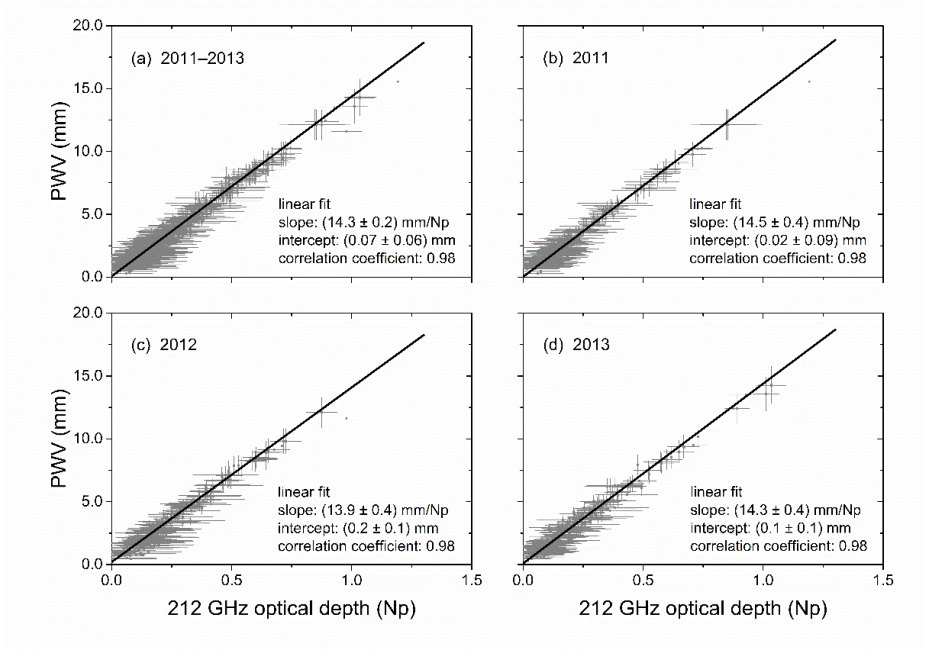 (a) 2011–2013
PWV (mm)
20.0
15.0
10.0
5.0
0.0
linear fit
slope: (14.3 ± 0.2) mm/Np
intercept: (0.07 ± 0.06) mm
correlation coefficient: 0.98
(b) 2011
linear fit
slope: (14.5 ± 0.4) mm/Np
intercept: (0.02 ± 0.09) mm
correlation coefficient: 0.98
(c) 2012
PWV (mm)
20.0
15.0
10.0
5.0
0.0
linear fit
slope: (13.9 ± 0.4) mm/Np
intercept: (0.2 ± 0.1) mm
correlation coefficient: 0.98
0.0 0.5 1.0 1.5
212 GHz optical depth (Np)
(d) 2013
linear fit
slope: (14.3 ± 0.4) mm/Np
intercept: (0.1 ± 0.1) mm
correlation coefficient: 0.98
0.0 0.5 1.0 1.5
212 GHz optical depth (Np)